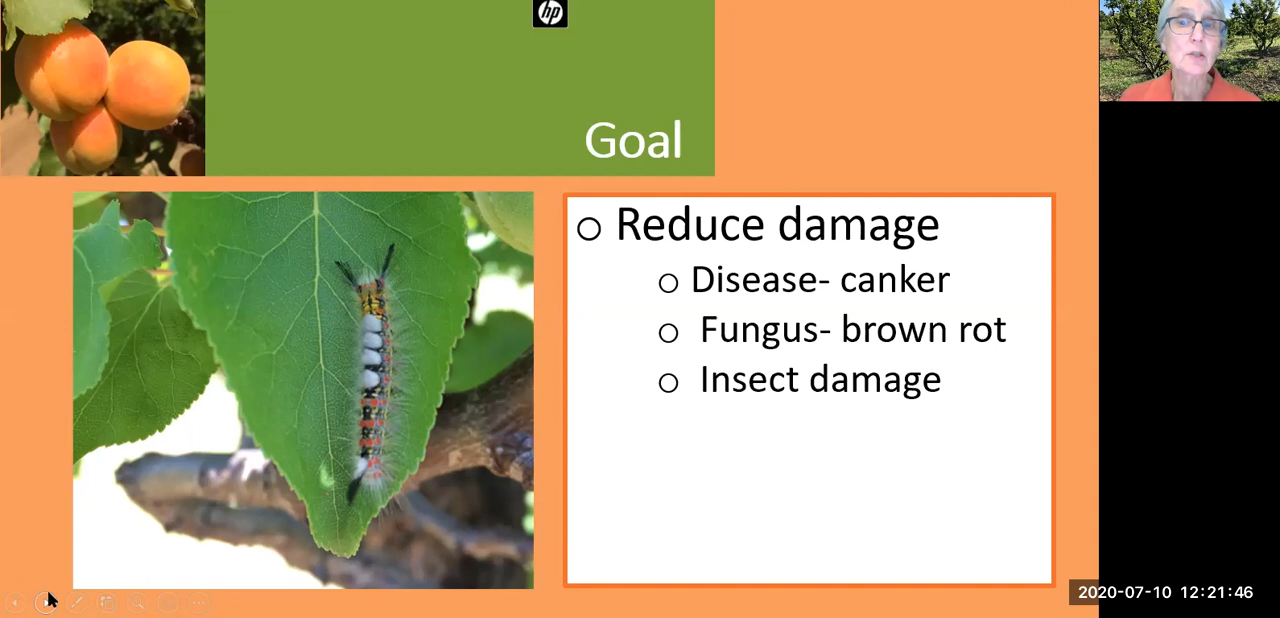 hp
Goal
o Reduce damage
o Disease- canker
o Fungus- brown rot
o Insect damage
2020-07-10 12:21:46